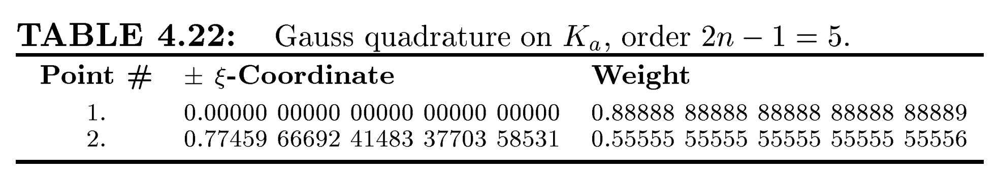 TABLE 4.22: Gauss quadrature on $K_a$, order $2n - 1 = 5$.
Point # ± ξ-Coordinate Weight
1. 0.00000 00000 00000 00000 00000 0.88888 88888 88888 88888 88889
2. 0.77459 66692 41483 37703 58531 0.55555 55555 55555 55555 55556